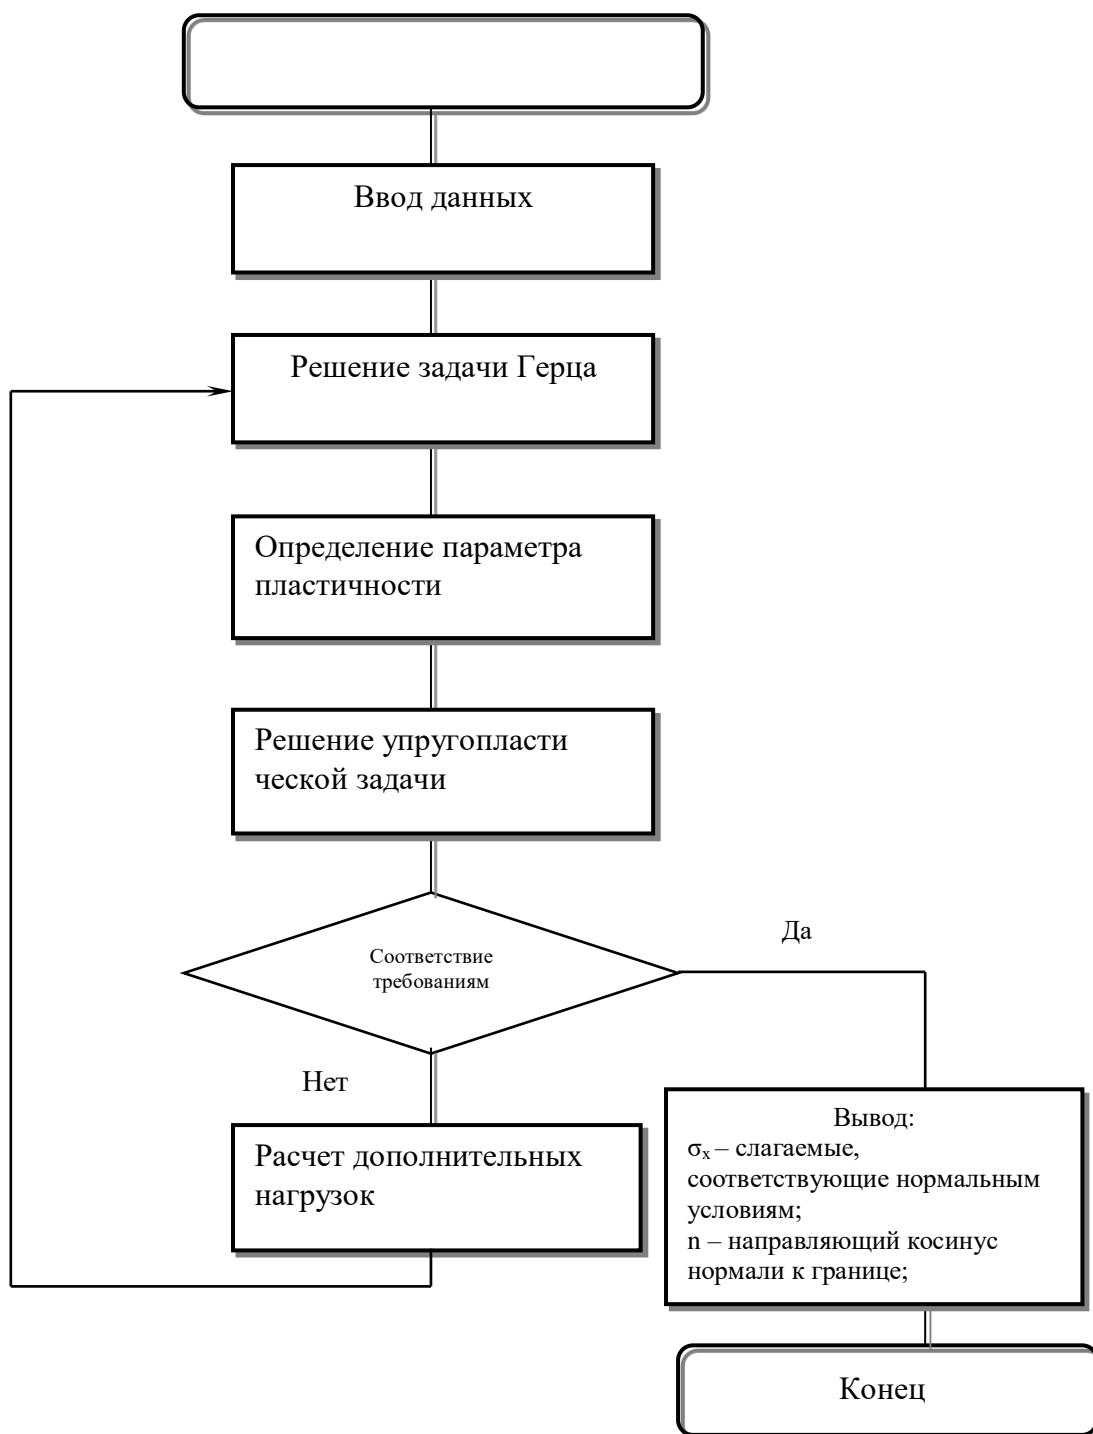 Ввод данных
Решение задачи Герца
Определение параметра
пластичности
Решение упругопласти
ческой задачи
Соответствие
требованиям
Да
Нет
Расчет дополнительных
нагрузок
Вывод:
σₓ – слагаемые,
соответствующие нормальным
условиям;
n – направляющий косинус
нормали к границе;
Конец